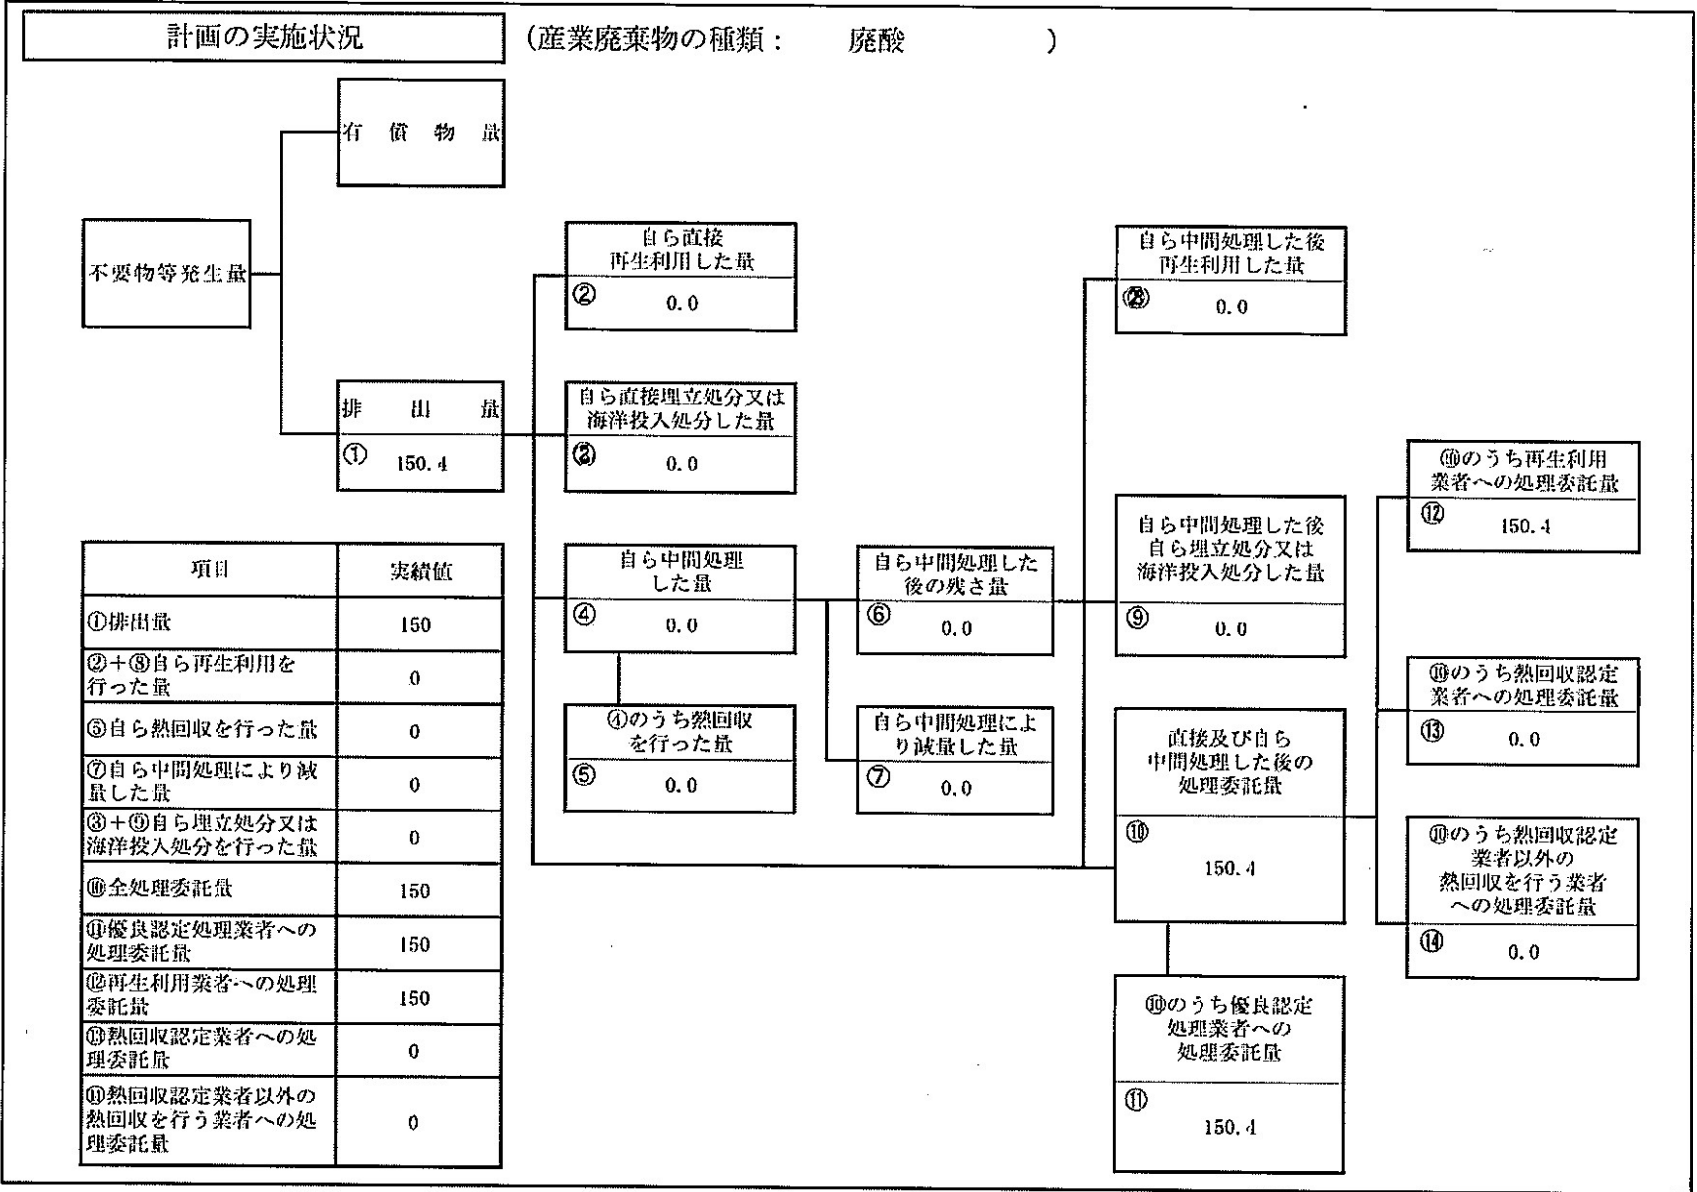 計画の実施状況
（産業廃棄物の種類：　廃酸　）
有償物量
不要物等発生量
排出量
① 150.4
自ら直接
再生利用した量
② 0.0
自ら直接埋立処分又は
海洋投入処分した量
③ 0.0
自ら中間処理
した量
④ 0.0
④のうち熱回収
を行った量
⑤ 0.0
自ら中間処理した
後の残さ量
⑥ 0.0
自ら中間処理によ
り減量した量
⑦ 0.0
自ら中間処理した後
再生利用した量
0.0
自ら中間処理した後
自ら埋立処分又は
海洋投入処分した量
⑨ 0.0
直接及び自ら
中間処理した後の
処理委託量
⑩
150.4
⑩のうち優良認定
処理業者への
処理委託量
⑪
150.4
⑩のうち再生利用
業者への処理委託量
⑫ 150.4
⑩のうち熱回収認定
業者への処理委託量
⑬ 0.0
⑩のうち熱回収認定
業者以外の
熱回収を行う業者
への処理委託量
⑭ 0.0
項目 実績値
①排出量 150
②＋⑧自ら再生利用を
行った量 0
⑤自ら熱回収を行った量 0
⑦自ら中間処理により減
量した量 0
③＋⑨自ら埋立処分又は
海洋投入処分を行った量 0
⑩全処理委託量 150
⑪優良認定処理業者への
処理委託量 150
⑫再生利用業者への処理
委託量 150
⑬熱回収認定業者への処
理委託量 0
⑭熱回収認定業者以外の
熱回収を行う業者への処
理委託量 0